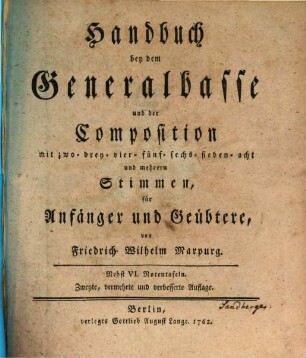 Handbuch
bey dem
Generalbasse
und der
Composition
mit zwo- drey- vier- fünf- sechs- sieben- acht
und mehrern
Stimmen,
für
Anfänger und Geübtere,
von
Friedrich Wilhelm Marpurg.
Nebst VI. Notentafeln.
Zweyte, vermehrte und verbesserte Auflage.
Berlin,
verlegts Gottlieb August Lange. 1762.